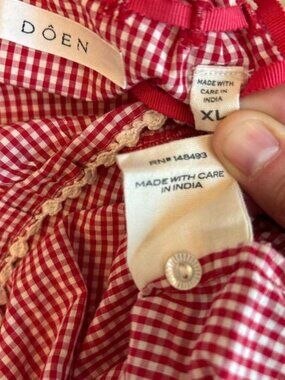 DÔEN
MADE WITH
CARE IN
INDIA
XL
RN# 148493
MADE WITH CARE
IN INDIA